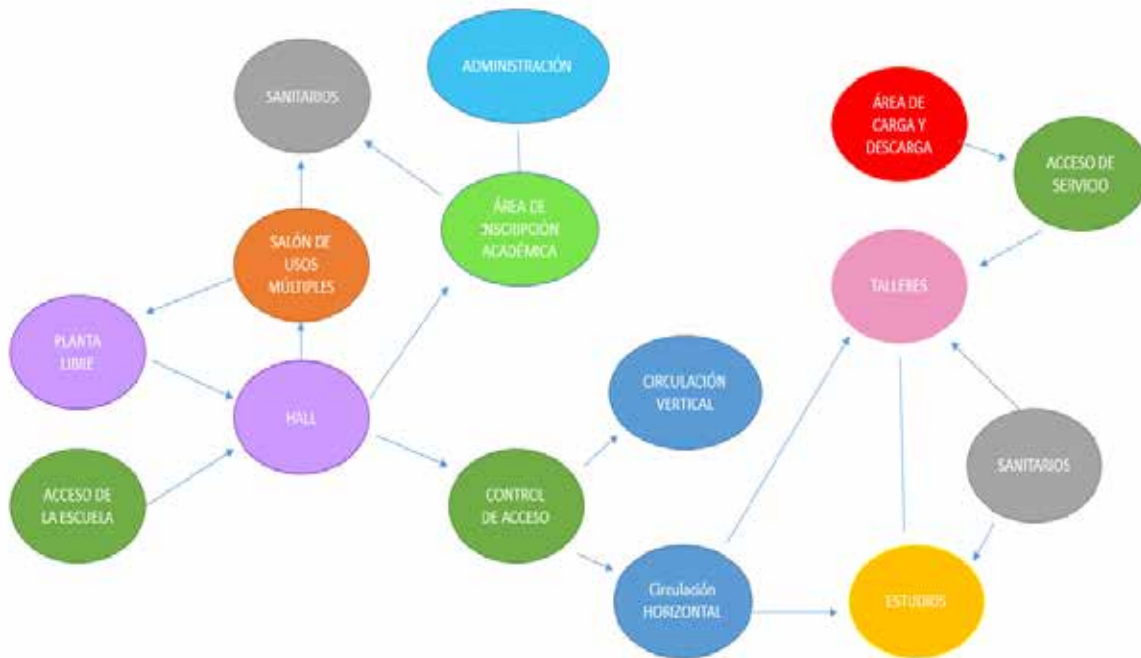 ADMINISTRACIÓN
SANITARIOS
ÁREA DE
CARGA Y
DESCARGA
ACCESO DE
SERVICIO
ÁREA DE
INSCRIPCIÓN
ACADÉMICA
SALÓN DE
USOS
MÚLTIPLES
TALLERES
PLANTA
LIBRE
CIRCULACIÓN
VERTICAL
HALL
SANITARIOS
ACCESO DE
LA ESCUELA
CONTROL
DE ACCESO
Circulación
HORIZONTAL
ESTUDIOS